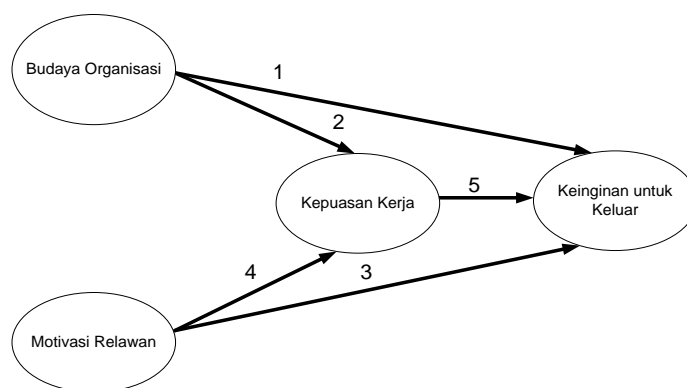 Budaya Organisasi
1
2
Kepuasan Kerja
5
Keinginan untuk
Keluar
4
3
Motivasi Relawan